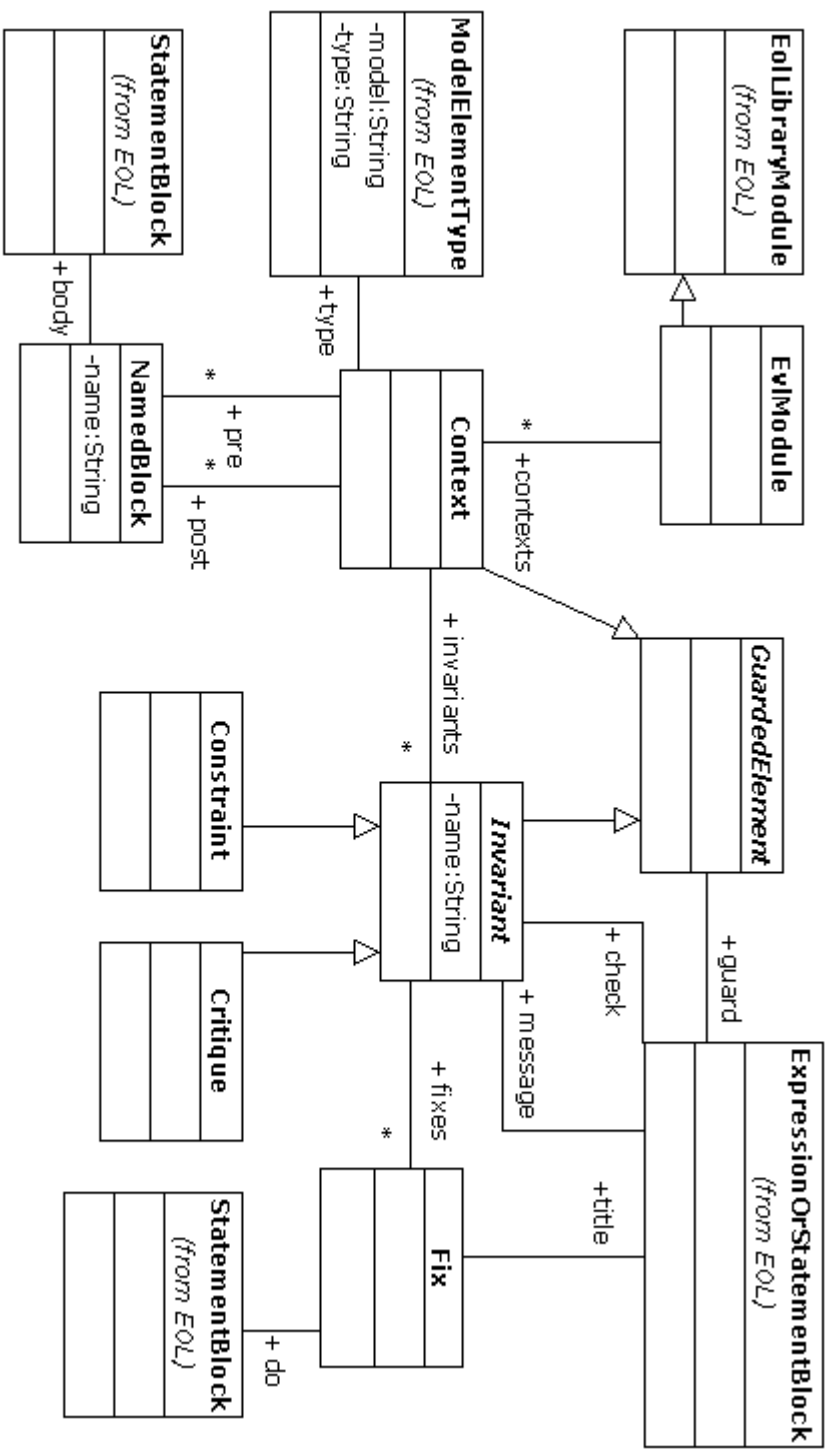 EolLibraryModule
(from EOL)
EvlModule
GuardedElement
ExpressionOrStatementBlock
(from EOL)
+guard
*
+contexts
+ check
+ message
+title
ModelElementType
(from EOL)
-model:String
-type:String
+type
Context
+ invariants
*
Invariant
-name:String
+ fixes
*
Fix
*
+ pre
*
+ post
StatementBlock
(from EOL)
+body
NamedBlock
-name:String
Constraint
Critique
+ do
StatementBlock
(from EOL)